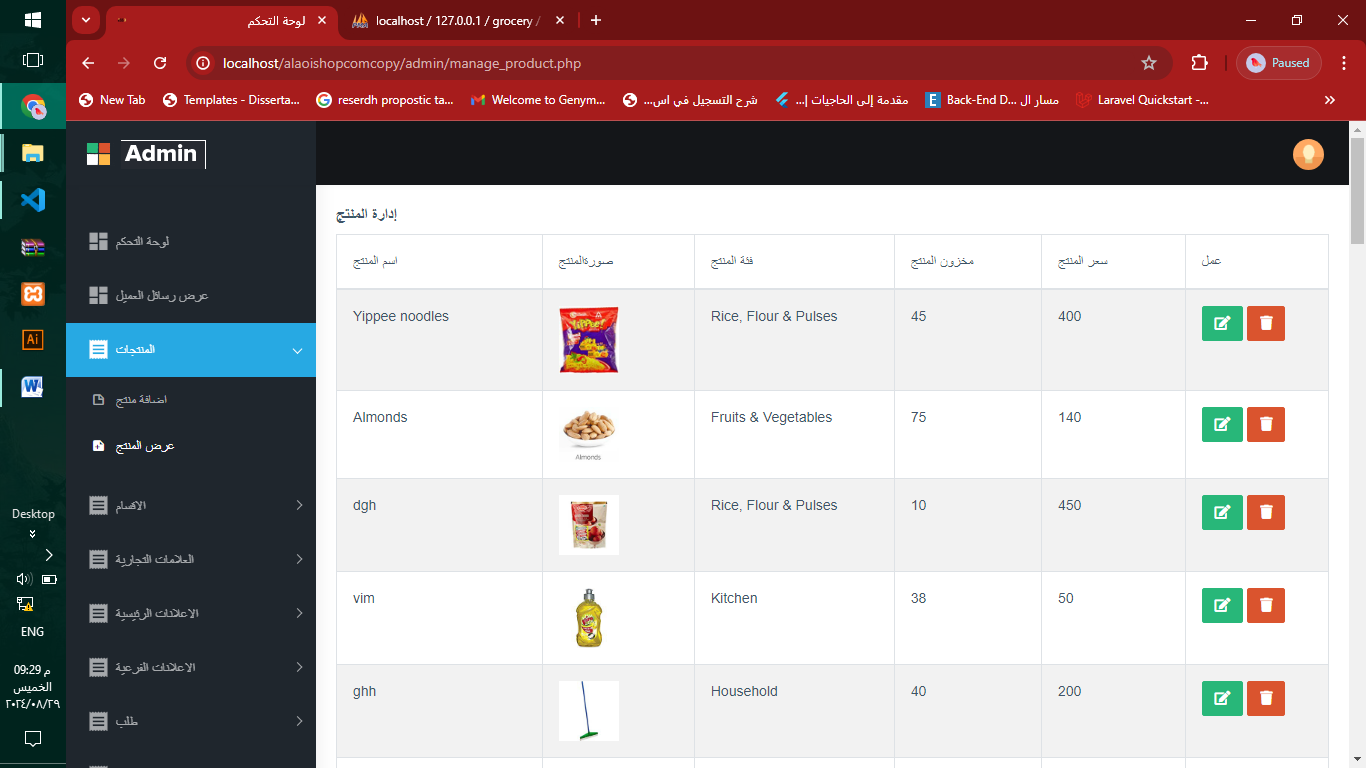 لوحة التحكم
localhost / 127.0.0.1 / grocery /
localhost/alaoishopcomcopy/admin/manage_product.php
Paused
New Tab
Templates - Disserta...
reserdh propostic ta...
Welcome to Genym...
شرح التسجيل في اس...
مقدمة إلى الحاجيات إ...
Back-End D... مسار ال
Laravel Quickstart -...
Admin
لوحة التحكم
عرض رسائل العميل
المنتجات
اضافة منتج
عرض المنتج
الاقسام
العلامات التجارية
الاعلانات الرئيسية
الاعلانات الفرعية
طلب
إدارة المنتج
اسم المنتج
صورةالمنتج
فئة المنتج
مخزون المنتج
سعر المنتج
عمل
Yippee noodles
Rice, Flour & Pulses
45
400
Almonds
Almonds
Fruits & Vegetables
75
140
dgh
Rice, Flour & Pulses
10
450
vim
Kitchen
38
50
ghh
Household
40
200
Desktop
ENG
09:29 م
الخميس
٢٠٢٤/٠٨/٢٩
Ai